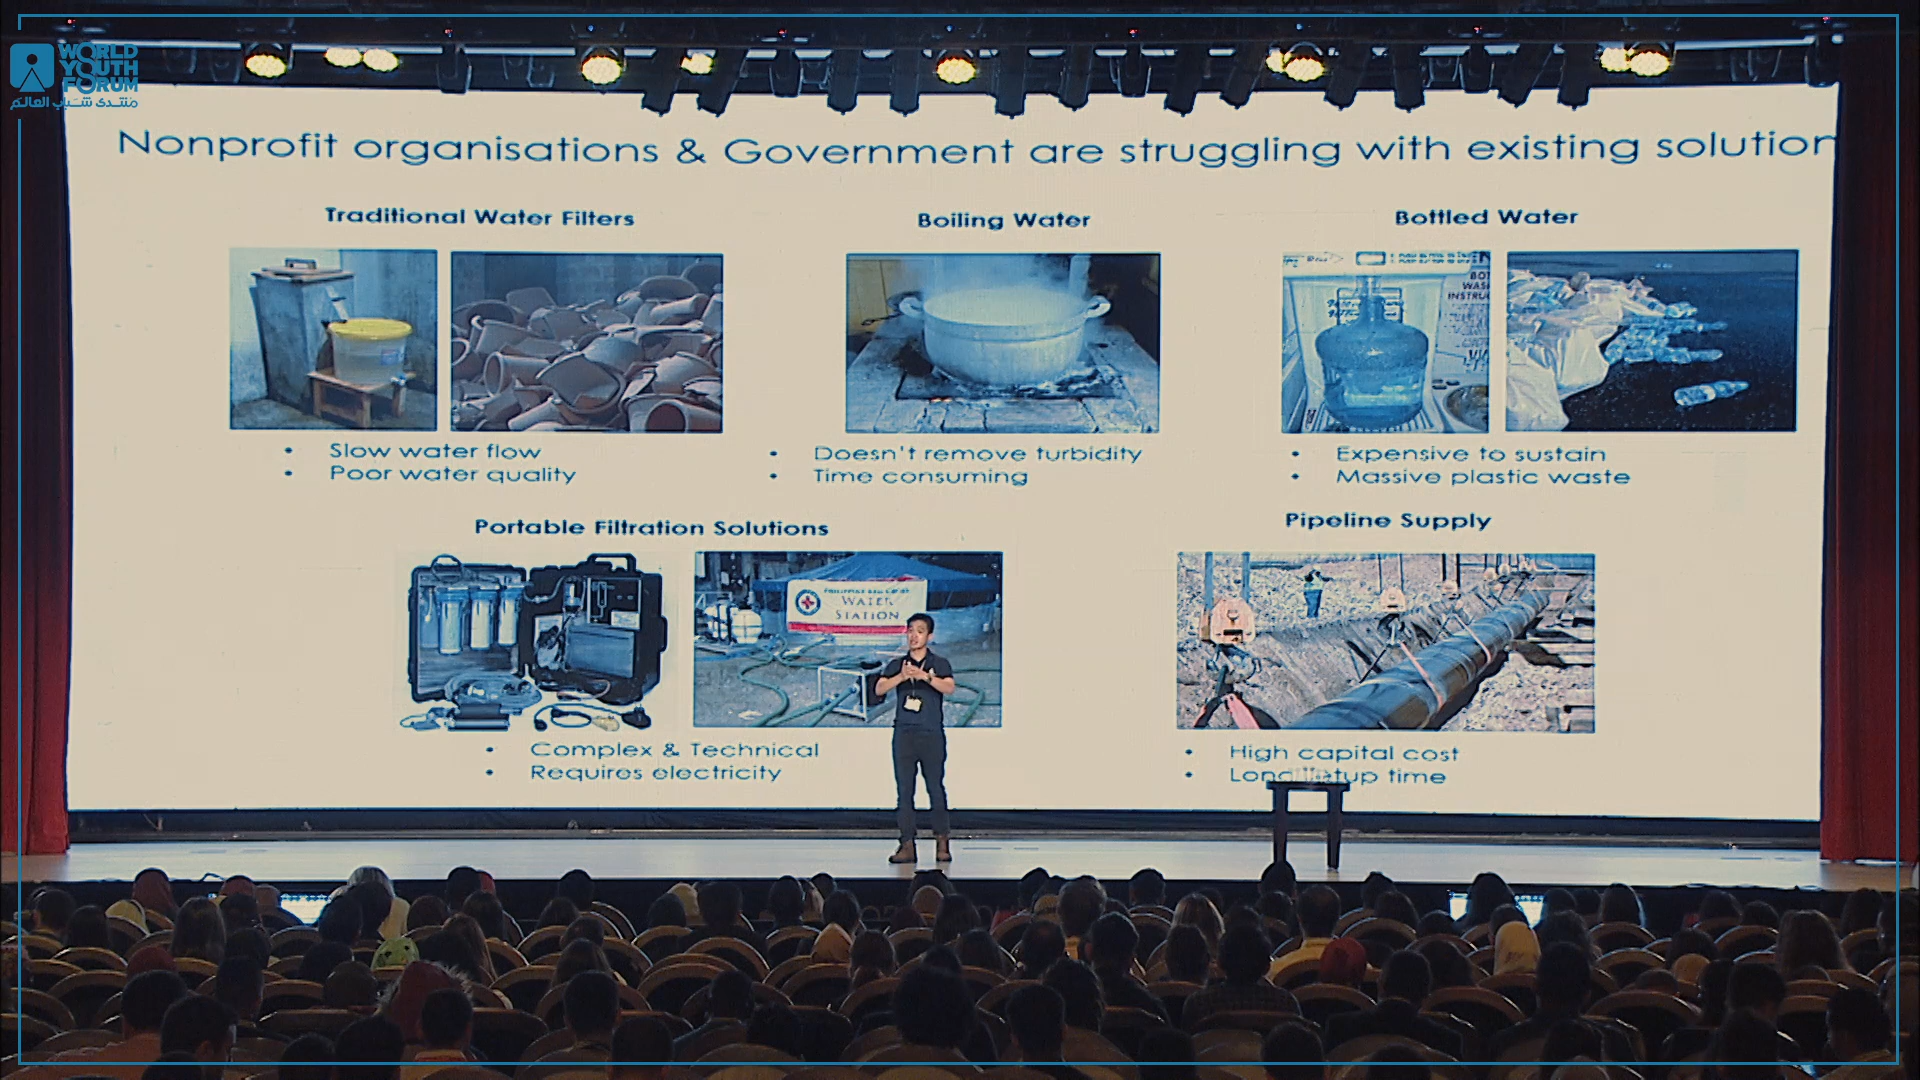 WORLD
YOUTH
FORUM
منتدى شباب العالم
Nonprofit organisations & Government are struggling with existing solution
Traditional Water Filters
Boiling Water
Bottled Water
• Slow water flow
• Poor water quality
• Doesn't remove turbidity
• Time consuming
• Expensive to sustain
• Massive plastic waste
Portable Filtration Solutions
Pipeline Supply
WATER
STATION
• Complex & Technical
• Requires electricity
• High capital cost
• Long setup time